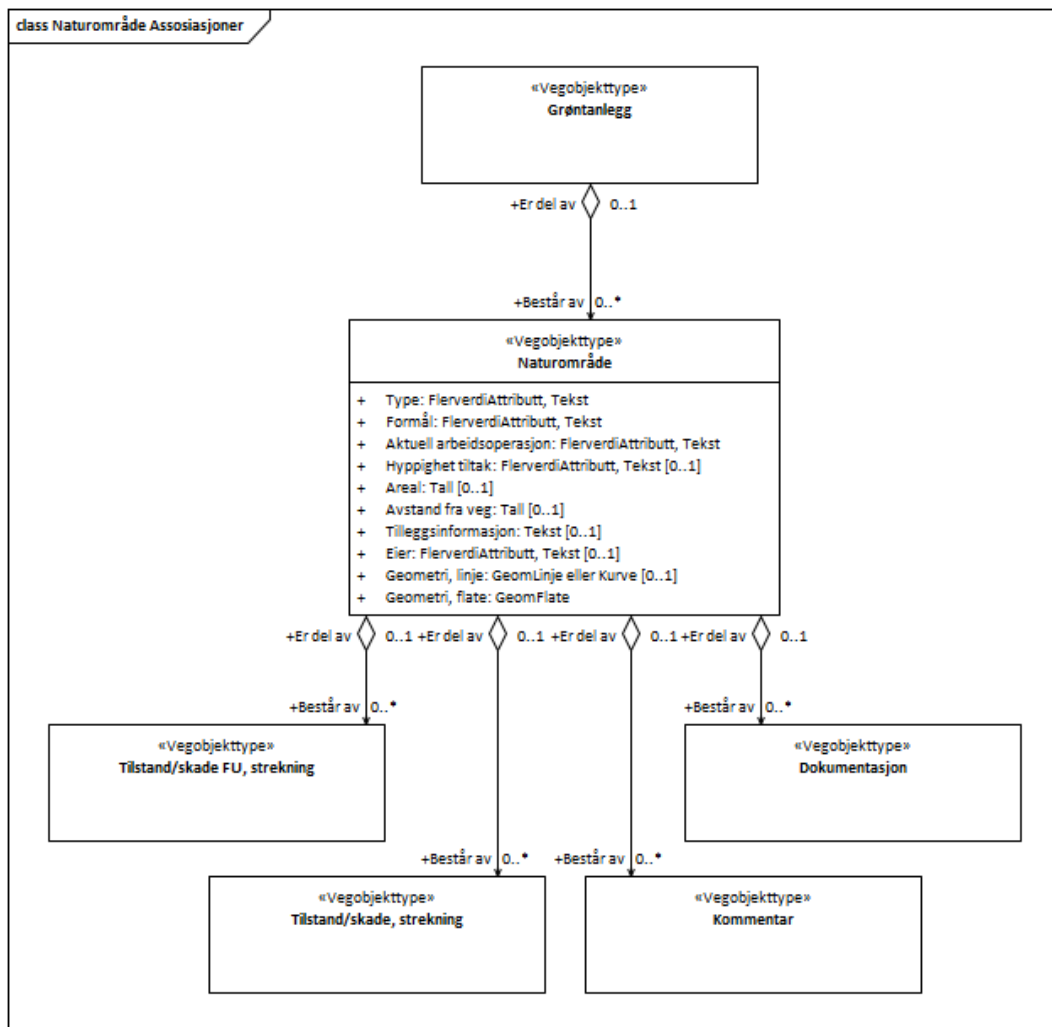 class Naturområde Assosiasjoner
«Vegobjekttype»
Grøntanlegg
+Er del av 0..1
+Består av 0..*
«Vegobjekttype»
Naturområde
+ Type: FlerverdiAttributt, Tekst
+ Formål: FlerverdiAttributt, Tekst
+ Aktuell arbeidsoperasjon: FlerverdiAttributt, Tekst
+ Hyppighet tiltak: FlerverdiAttributt, Tekst [0..1]
+ Areal: Tall [0..1]
+ Avstand fra veg: Tall [0..1]
+ Tilleggsinformasjon: Tekst [0..1]
+ Eier: FlerverdiAttributt, Tekst [0..1]
+ Geometri, linje: GeomLinje eller Kurve [0..1]
+ Geometri, flate: GeomFlate
+Er del av 0..1 +Er del av 0..1 +Er del av 0..1 +Er del av 0..1
+Består av 0..* +Består av 0..*
«Vegobjekttype»
Tilstand/skade FU, strekning
«Vegobjekttype»
Dokumentasjon
+Består av 0..* +Består av 0..*
«Vegobjekttype»
Tilstand/skade, strekning
«Vegobjekttype»
Kommentar